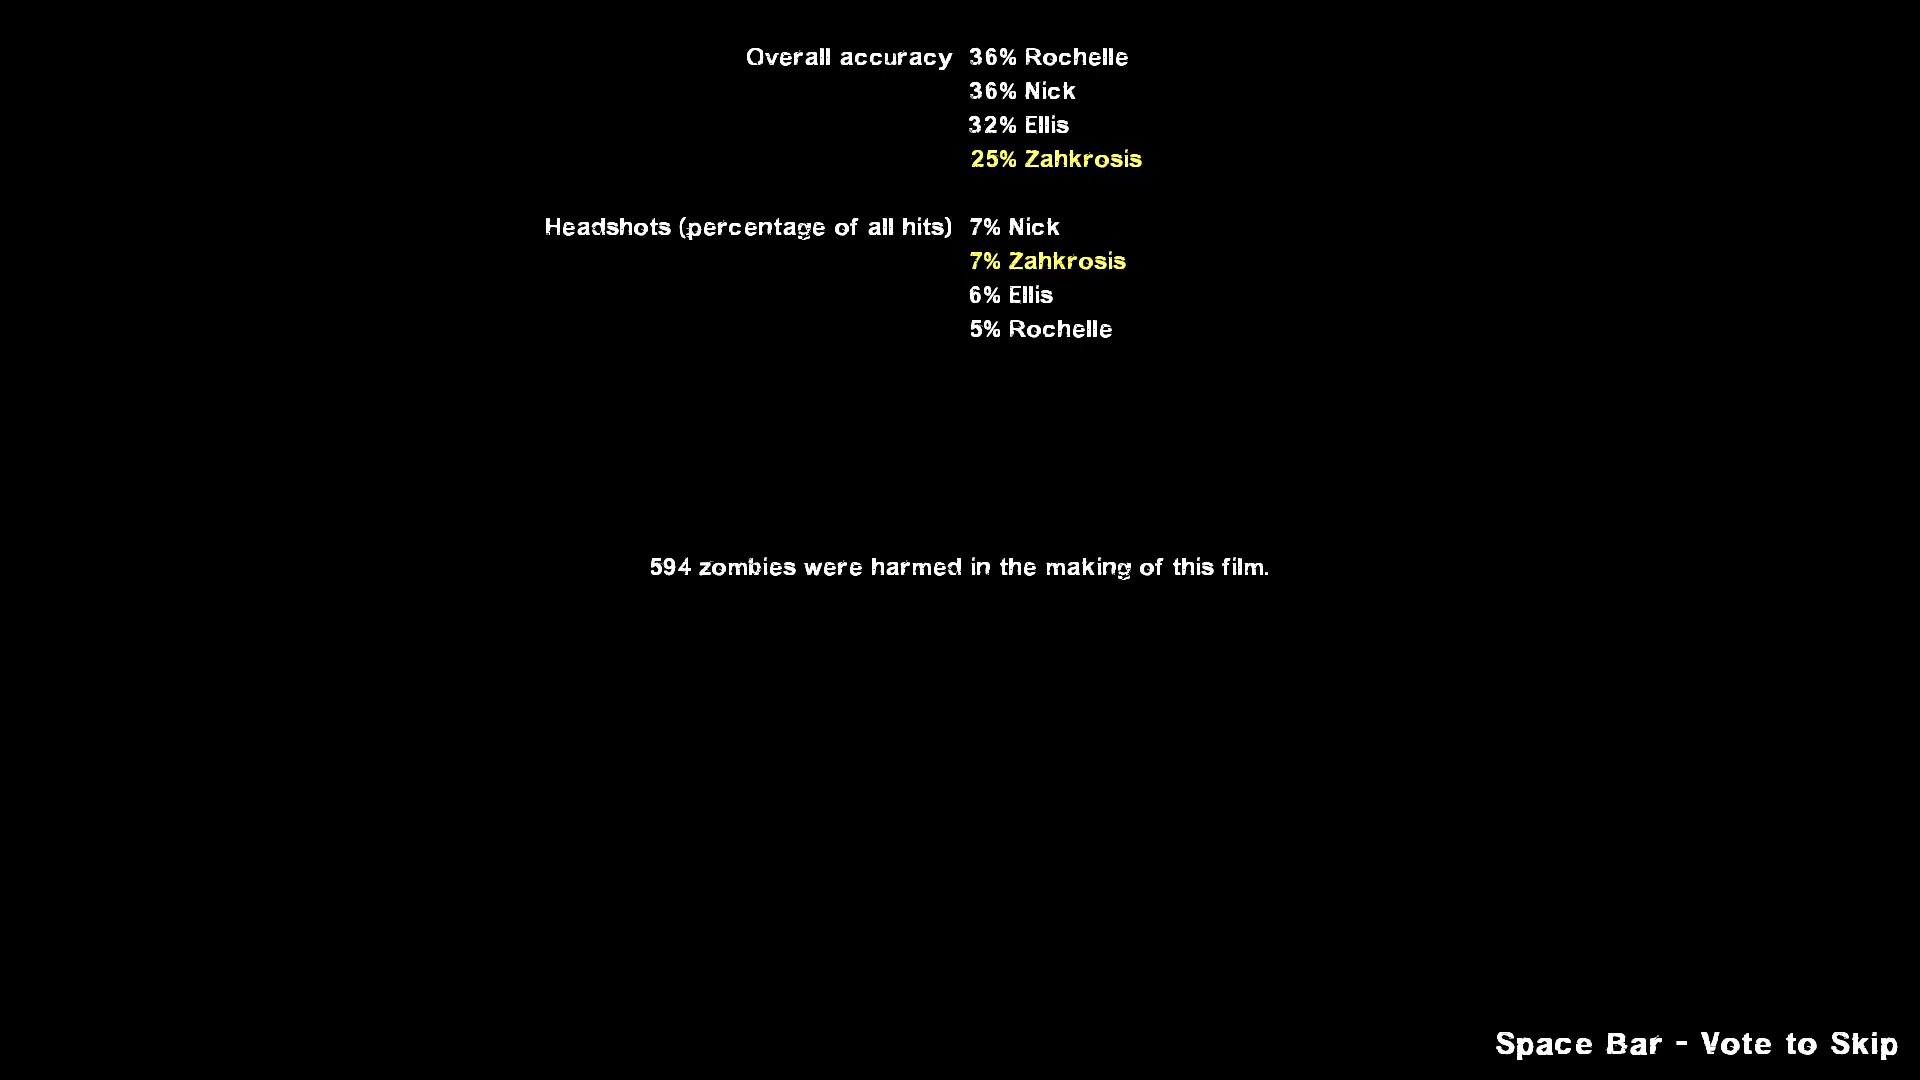 Overall accuracy 36% Rochelle
36% Nick
32% Ellis
25% Zahkrosis
Headshots (percentage of all hits) 7% Nick
7% Zahkrosis
6% Ellis
5% Rochelle
594 zombies were harmed in the making of this film.
Space Bar - Vote to Skip